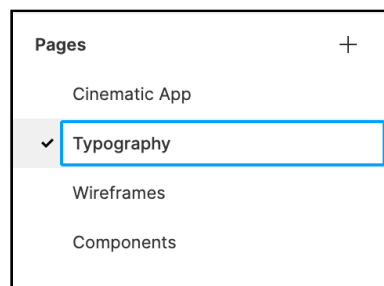 Pages
Cinematic App
Typography
Wireframes
Components